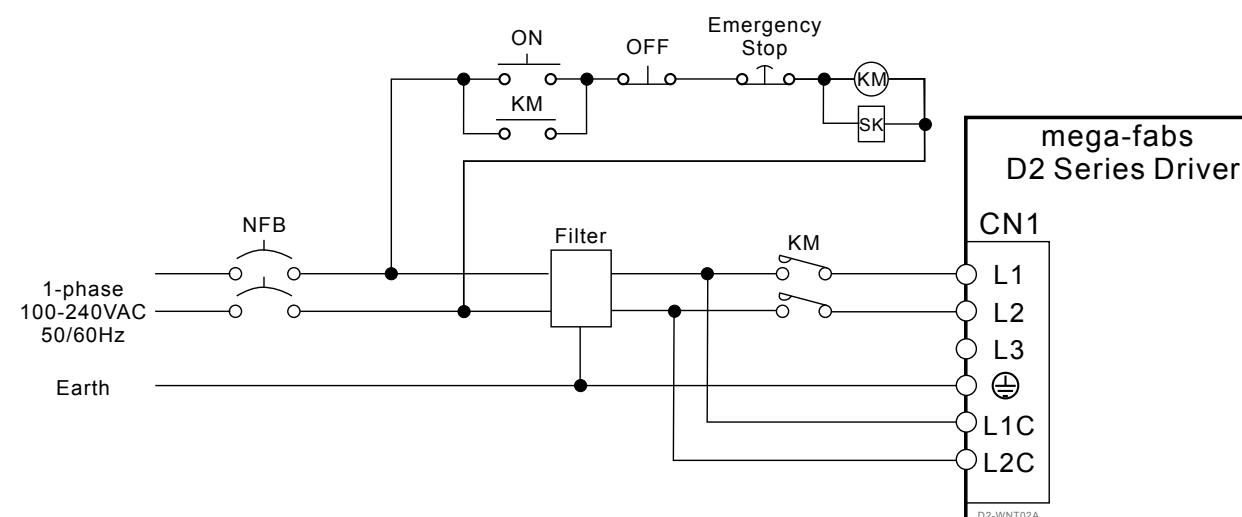 Emergency
Stop
ON
OFF
KM
KM
SK
mega-fabs
D2 Series Driver
CN1
NFB
Filter
KM
1-phase
100-240VAC
50/60Hz
Earth
L1
L2
L3
L1C
L2C
D2-WNT02A